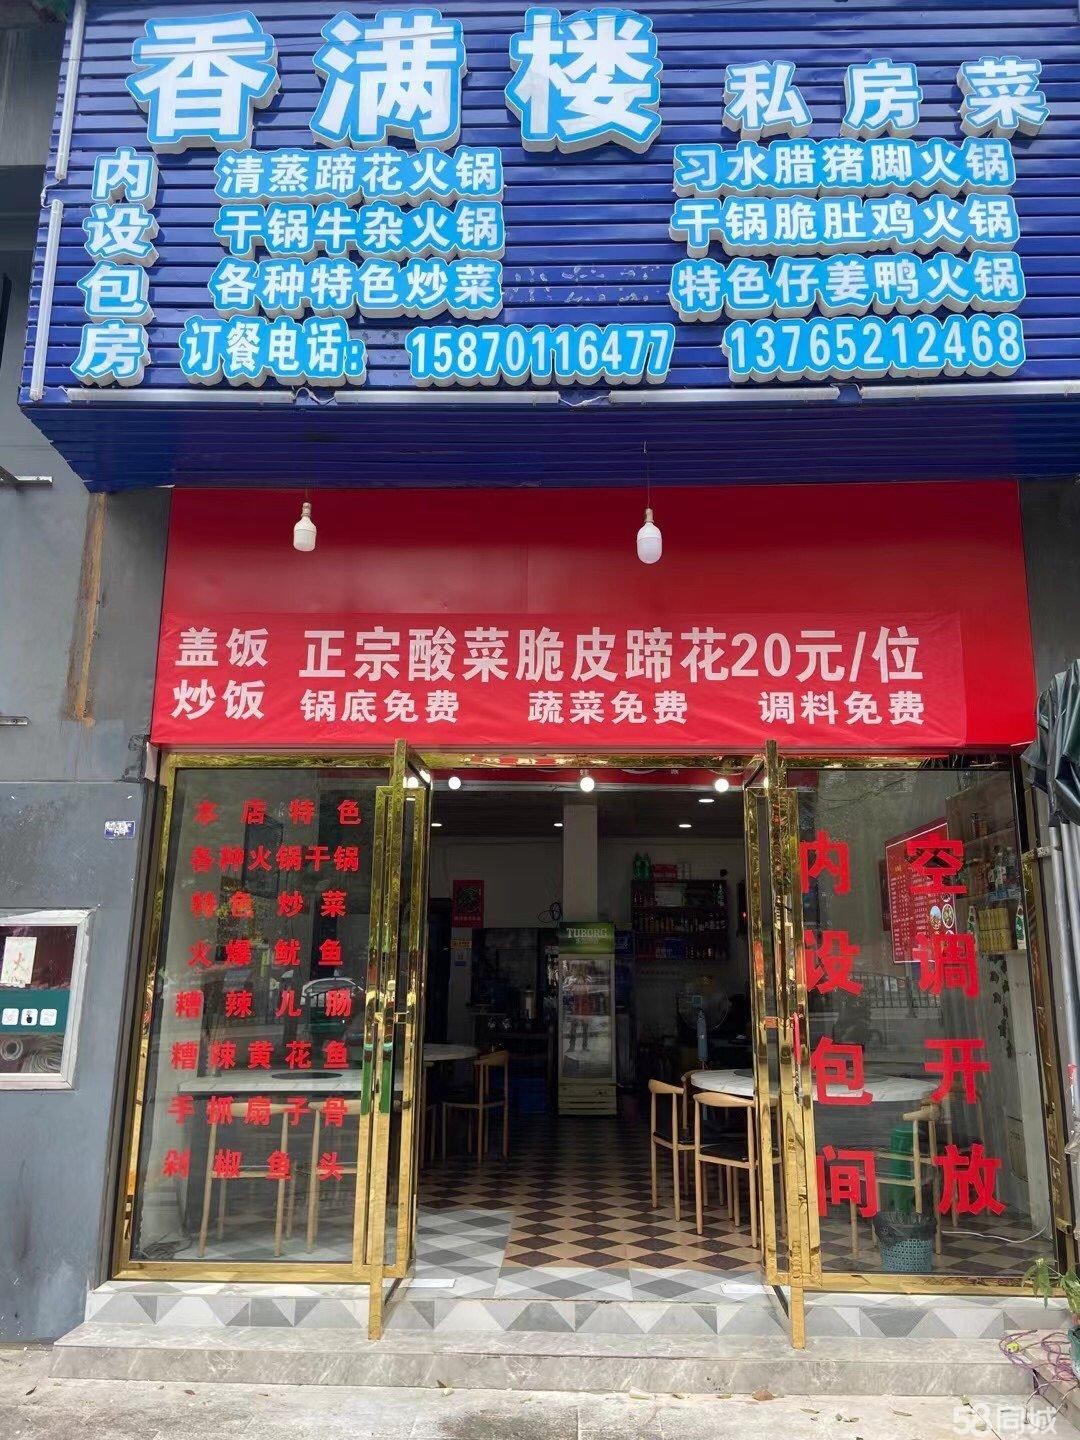 香满楼 私房菜
内设包房
清蒸蹄花火锅 习水腊猪脚火锅
干锅牛杂火锅 干锅脆肚鸡火锅
各种特色炒菜 特色仔姜鸭火锅
订餐电话: 15870116477 13765212468
盖饭 正宗酸菜脆皮蹄花20元/位
炒饭 锅底免费 蔬菜免费 调料免费
本店特色
各种火锅干锅
特色炒菜
火爆鱿鱼
糟辣儿肠
糟辣黄花鱼
手抓扇子骨
剁椒鱼头
TUBORG
内设包间
空调开放
58同城